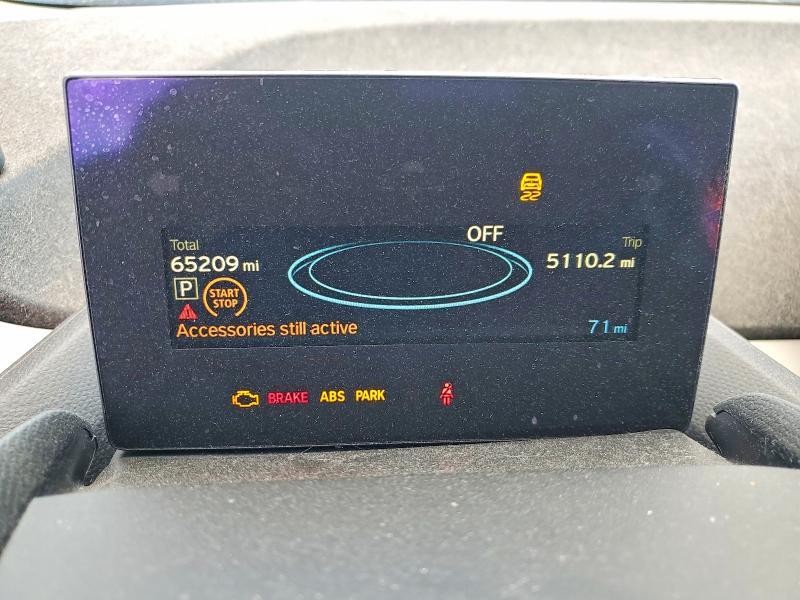 OFF
Total
Trip
65209 mi
5110.2 mi
P
START
STOP
Accessories still active
71 mi
BRAKE ABS PARK